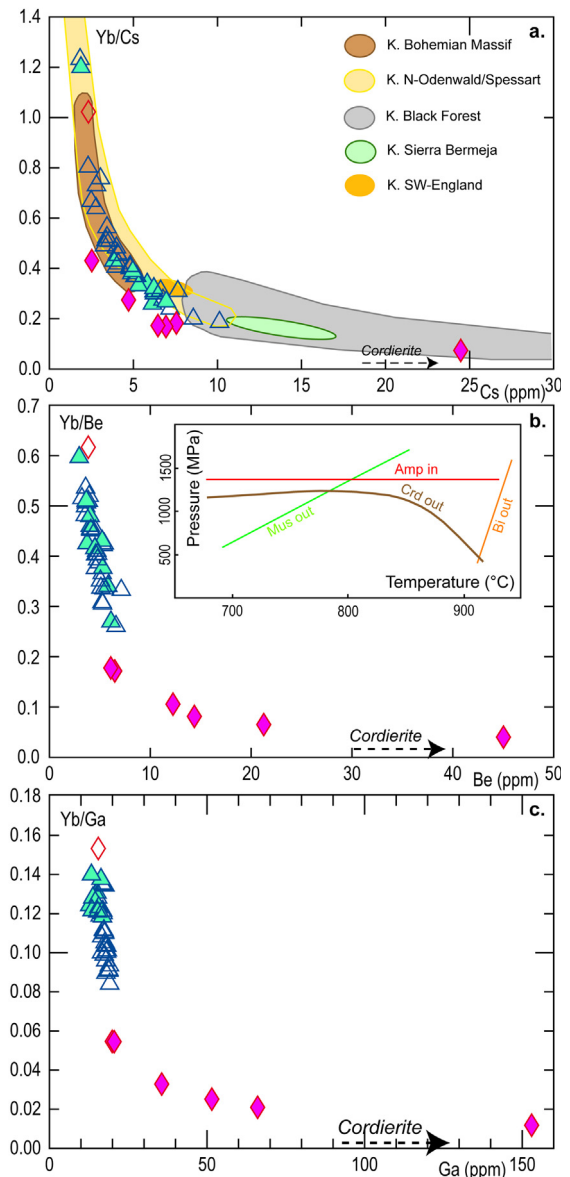 Yb/Cs
a.
K. Bohemian Massif
K. N-Odenwald/Spessart
K. Black Forest
K. Sierra Bermeja
K. SW-England
1.4
1.2
1.0
0.8
0.6
0.4
0.2
0.0
Cordierite
0 5 10 15 20 25 30
Cs (ppm)
Yb/Be
b.
0.7
0.6
0.5
0.4
0.3
0.2
0.1
0.0
Pressure (MPa)
1500
1000
500
Amp in
Mus out
Crd out
Bi out
Temperature (°C)
700 800 900
Cordierite
0 10 20 30 40 50
Be (ppm)
Yb/Ga
c.
0.18
0.16
0.14
0.12
0.10
0.08
0.06
0.04
0.02
0.00
Cordierite
0 50 100 150
Ga (ppm)